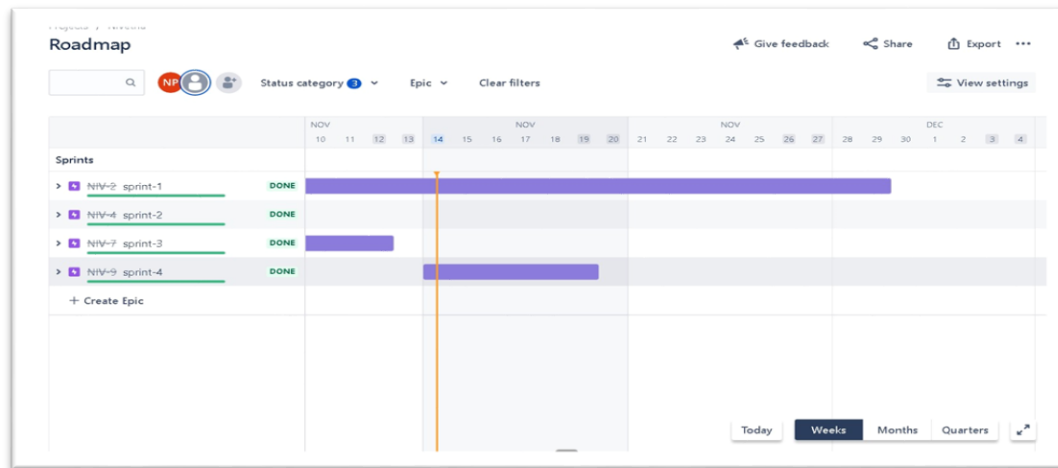 Projects / Nivetha
Roadmap
Give feedback Share Export
NP Status category 3 Epic Clear filters View settings
NOV NOV NOV DEC
10 11 12 13 14 15 16 17 18 19 20 21 22 23 24 25 26 27 28 29 30 1 2 3 4
Sprints
NIV-2 sprint-1 DONE
NIV-4 sprint-2 DONE
NIV-7 sprint-3 DONE
NIV-9 sprint-4 DONE
+ Create Epic
Today Weeks Months Quarters